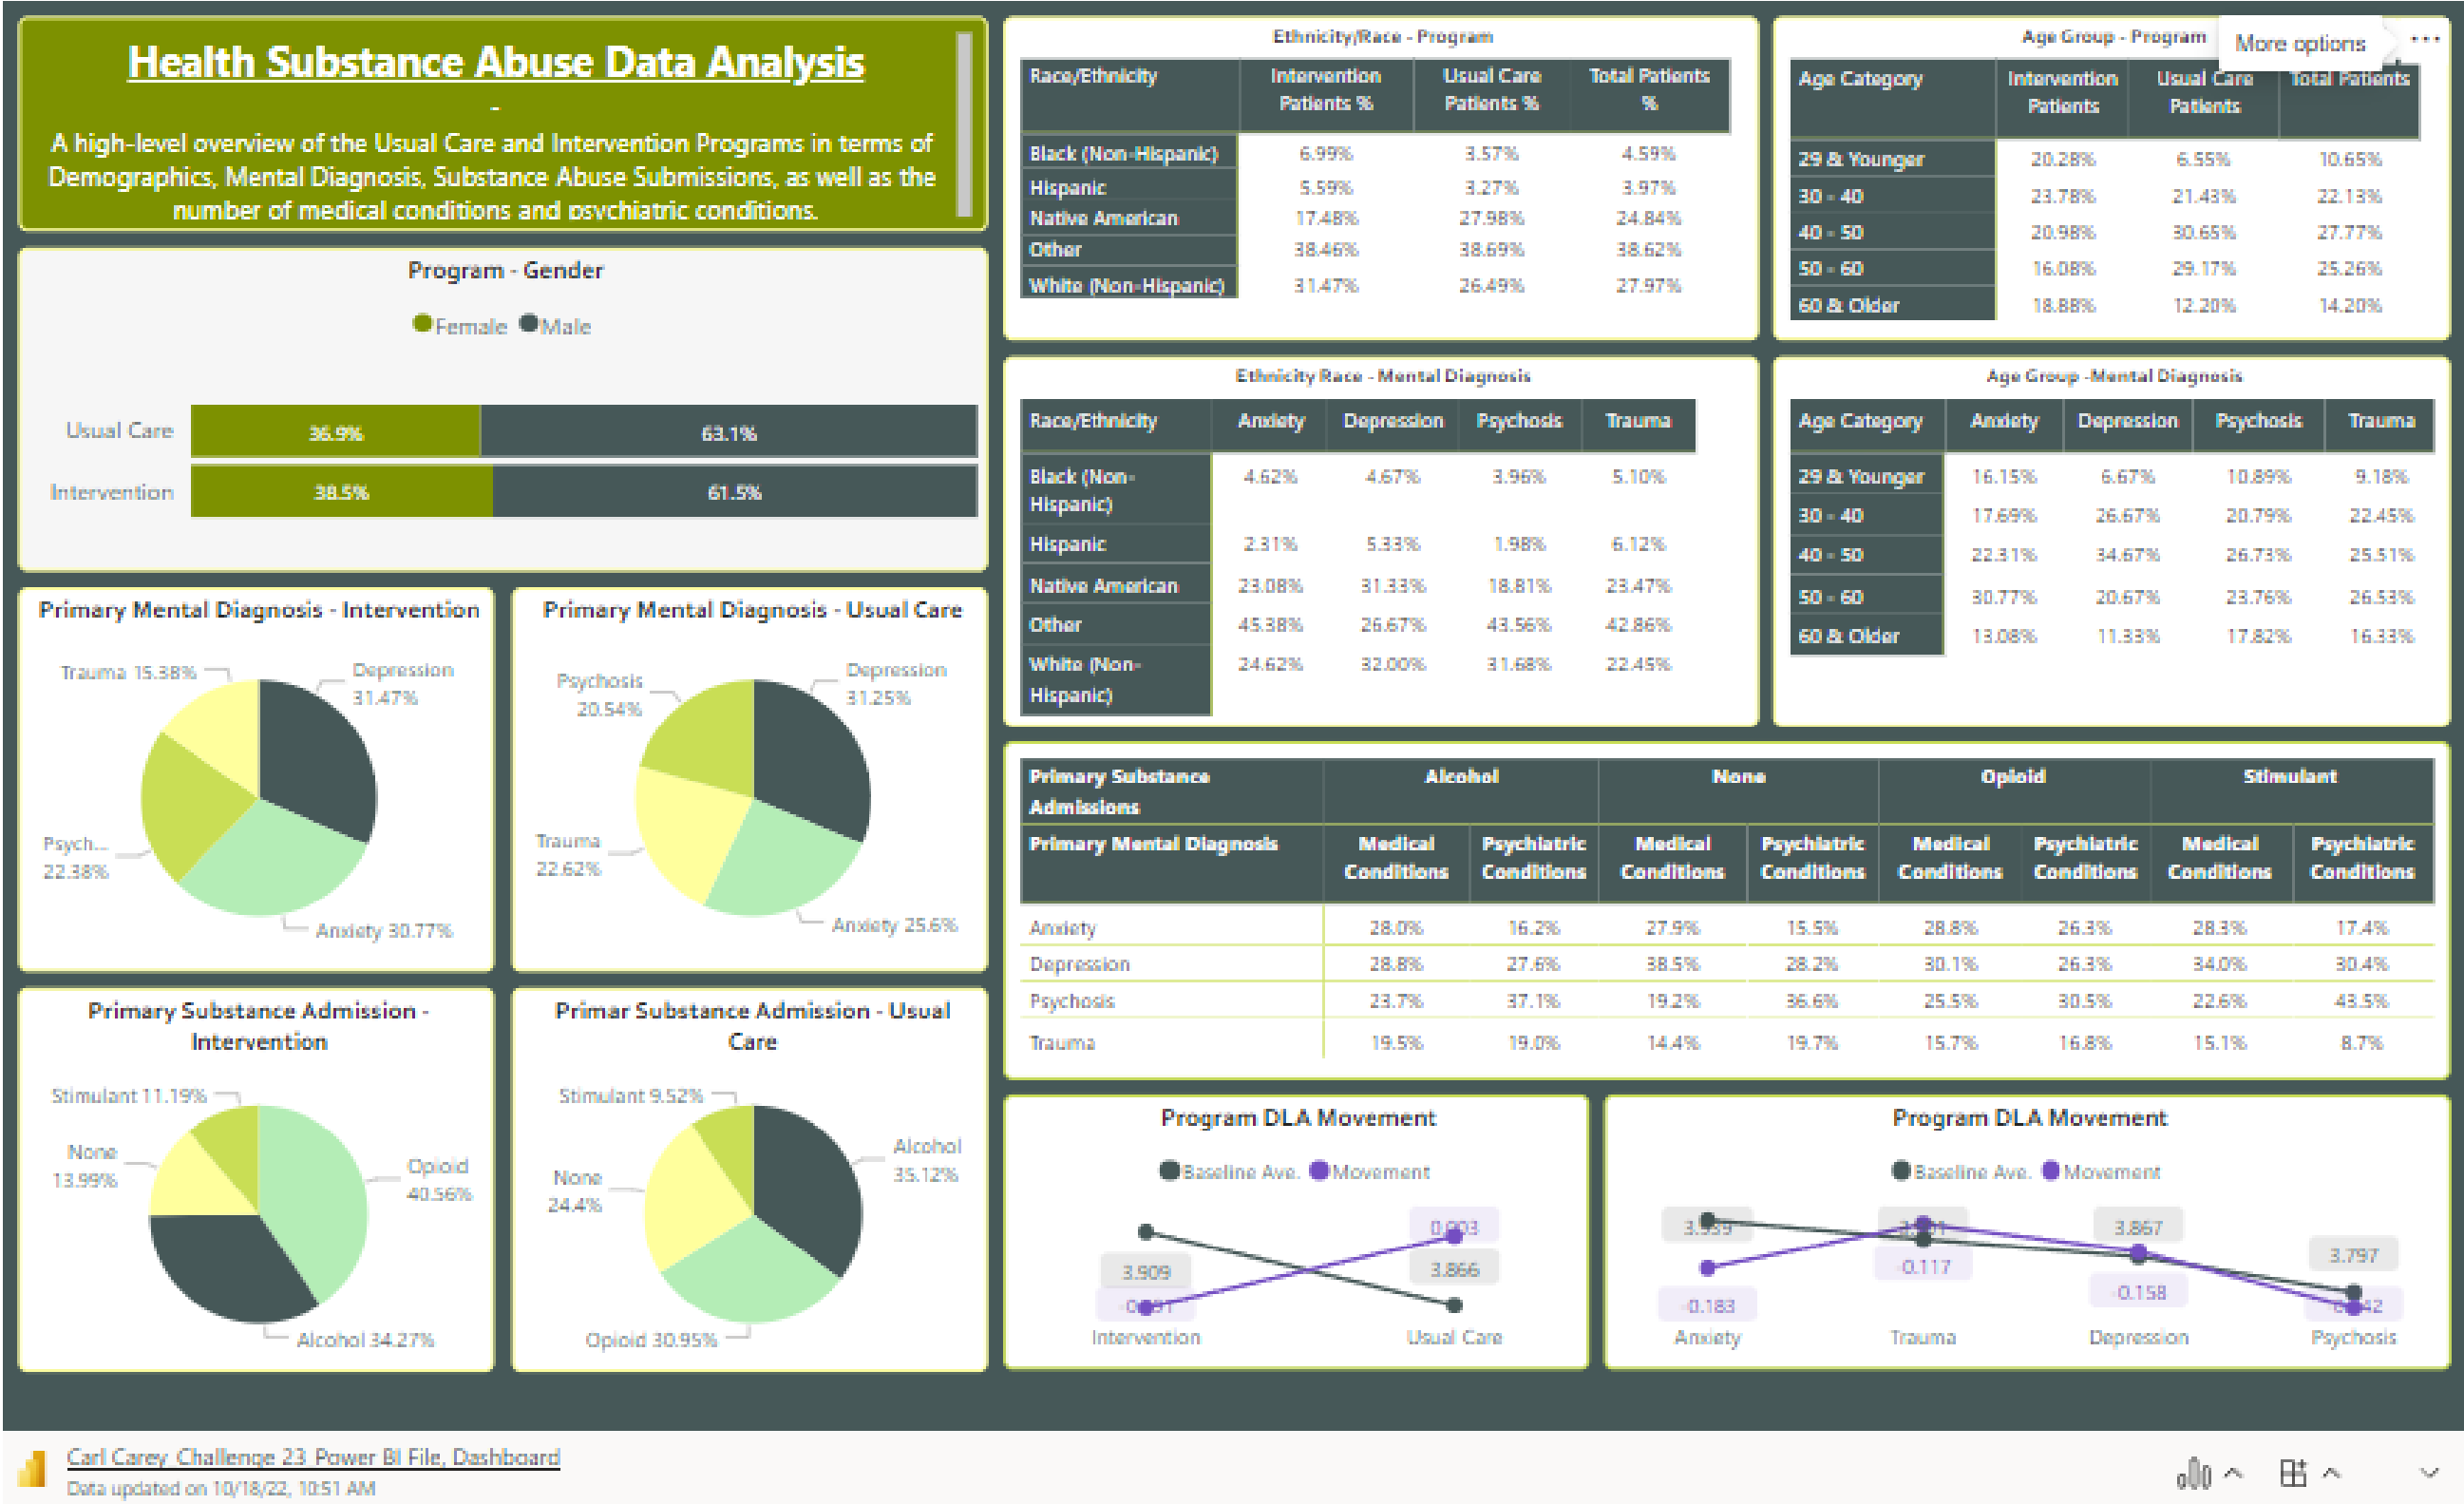 Health Substance Abuse Data Analysis
-
A high-level overview of the Usual Care and Intervention Programs in terms of
Demographics, Mental Diagnosis, Substance Abuse Submissions, as well as the
number of medical conditions and psychiatric conditions.
Program - Gender
Female Male
Usual Care 36.9% 63.1%
Intervention 38.5% 61.5%
Primary Mental Diagnosis - Intervention
Trauma 15.38%
Depression
31.47%
Psych...
22.38%
Anxiety 30.77%
Primary Mental Diagnosis - Usual Care
Psychosis
20.54%
Depression
31.25%
Trauma
22.62%
Anxiety 25.6%
Primary Substance Admission -
Intervention
Stimulant 11.19%
None
13.99%
Opioid
40.56%
Alcohol 34.27%
Primar Substance Admission - Usual
Care
Stimulant 9.52%
Alcohol
35.12%
None
24.4%
Opioid 30.95%
Ethnicity/Race - Program
Race/Ethnicity Intervention Usual Care Total Patients
Patients % Patients % %
Black (Non-Hispanic) 6.99% 3.57% 4.59%
Hispanic 5.59% 3.27% 3.97%
Native American 17.48% 27.98% 24.84%
Other 38.46% 38.69% 38.62%
White (Non-Hispanic) 31.47% 26.49% 27.97%
Age Group - Program
More options
Age Category Intervention Usual Care Total Patients
Patients Patients
29 & Younger 20.28% 6.55% 10.65%
30 - 40 23.78% 21.43% 22.13%
40 - 50 20.98% 30.65% 27.77%
50 - 60 16.08% 29.17% 25.26%
60 & Older 18.88% 12.20% 14.20%
Ethnicity Race - Mental Diagnosis
Race/Ethnicity Anxiety Depression Psychosis Trauma
Black (Non- 4.62% 4.67% 3.96% 5.10%
Hispanic)
Hispanic 2.31% 5.33% 1.98% 6.12%
Native American 23.08% 31.33% 18.81% 23.47%
Other 45.38% 26.67% 43.56% 42.86%
White (Non- 24.62% 32.00% 31.68% 22.45%
Hispanic)
Age Group -Mental Diagnosis
Age Category Anxiety Depression Psychosis Trauma
29 & Younger 16.15% 6.67% 10.89% 9.18%
30 - 40 17.69% 26.67% 20.79% 22.45%
40 - 50 22.31% 34.67% 26.73% 25.51%
50 - 60 30.77% 20.67% 23.76% 26.53%
60 & Older 13.08% 11.33% 17.82% 16.33%
Primary Substance Alcohol None Opioid Stimulant
Admissions
Primary Mental Diagnosis Medical Psychiatric Medical Psychiatric Medical Psychiatric Medical Psychiatric
Conditions Conditions Conditions Conditions Conditions Conditions Conditions Conditions
Anxiety 28.0% 16.2% 27.9% 15.5% 28.8% 26.3% 28.3% 17.4%
Depression 28.8% 27.6% 38.5% 28.2% 30.1% 26.3% 34.0% 30.4%
Psychosis 23.7% 37.1% 19.2% 36.6% 25.5% 30.5% 22.6% 43.5%
Trauma 19.5% 19.0% 14.4% 19.7% 15.7% 16.8% 15.1% 8.7%
Program DLA Movement
Baseline Ave. Movement
3.909 3.866
Intervention Usual Care
Program DLA Movement
Baseline Ave. Movement
3.867
3.797
-0.117
-0.158
-0.183
Anxiety Trauma Depression Psychosis
Carl Carey_Challenge 23_Power BI File, Dashboard
Data updated on 10/18/22, 10:51 AM